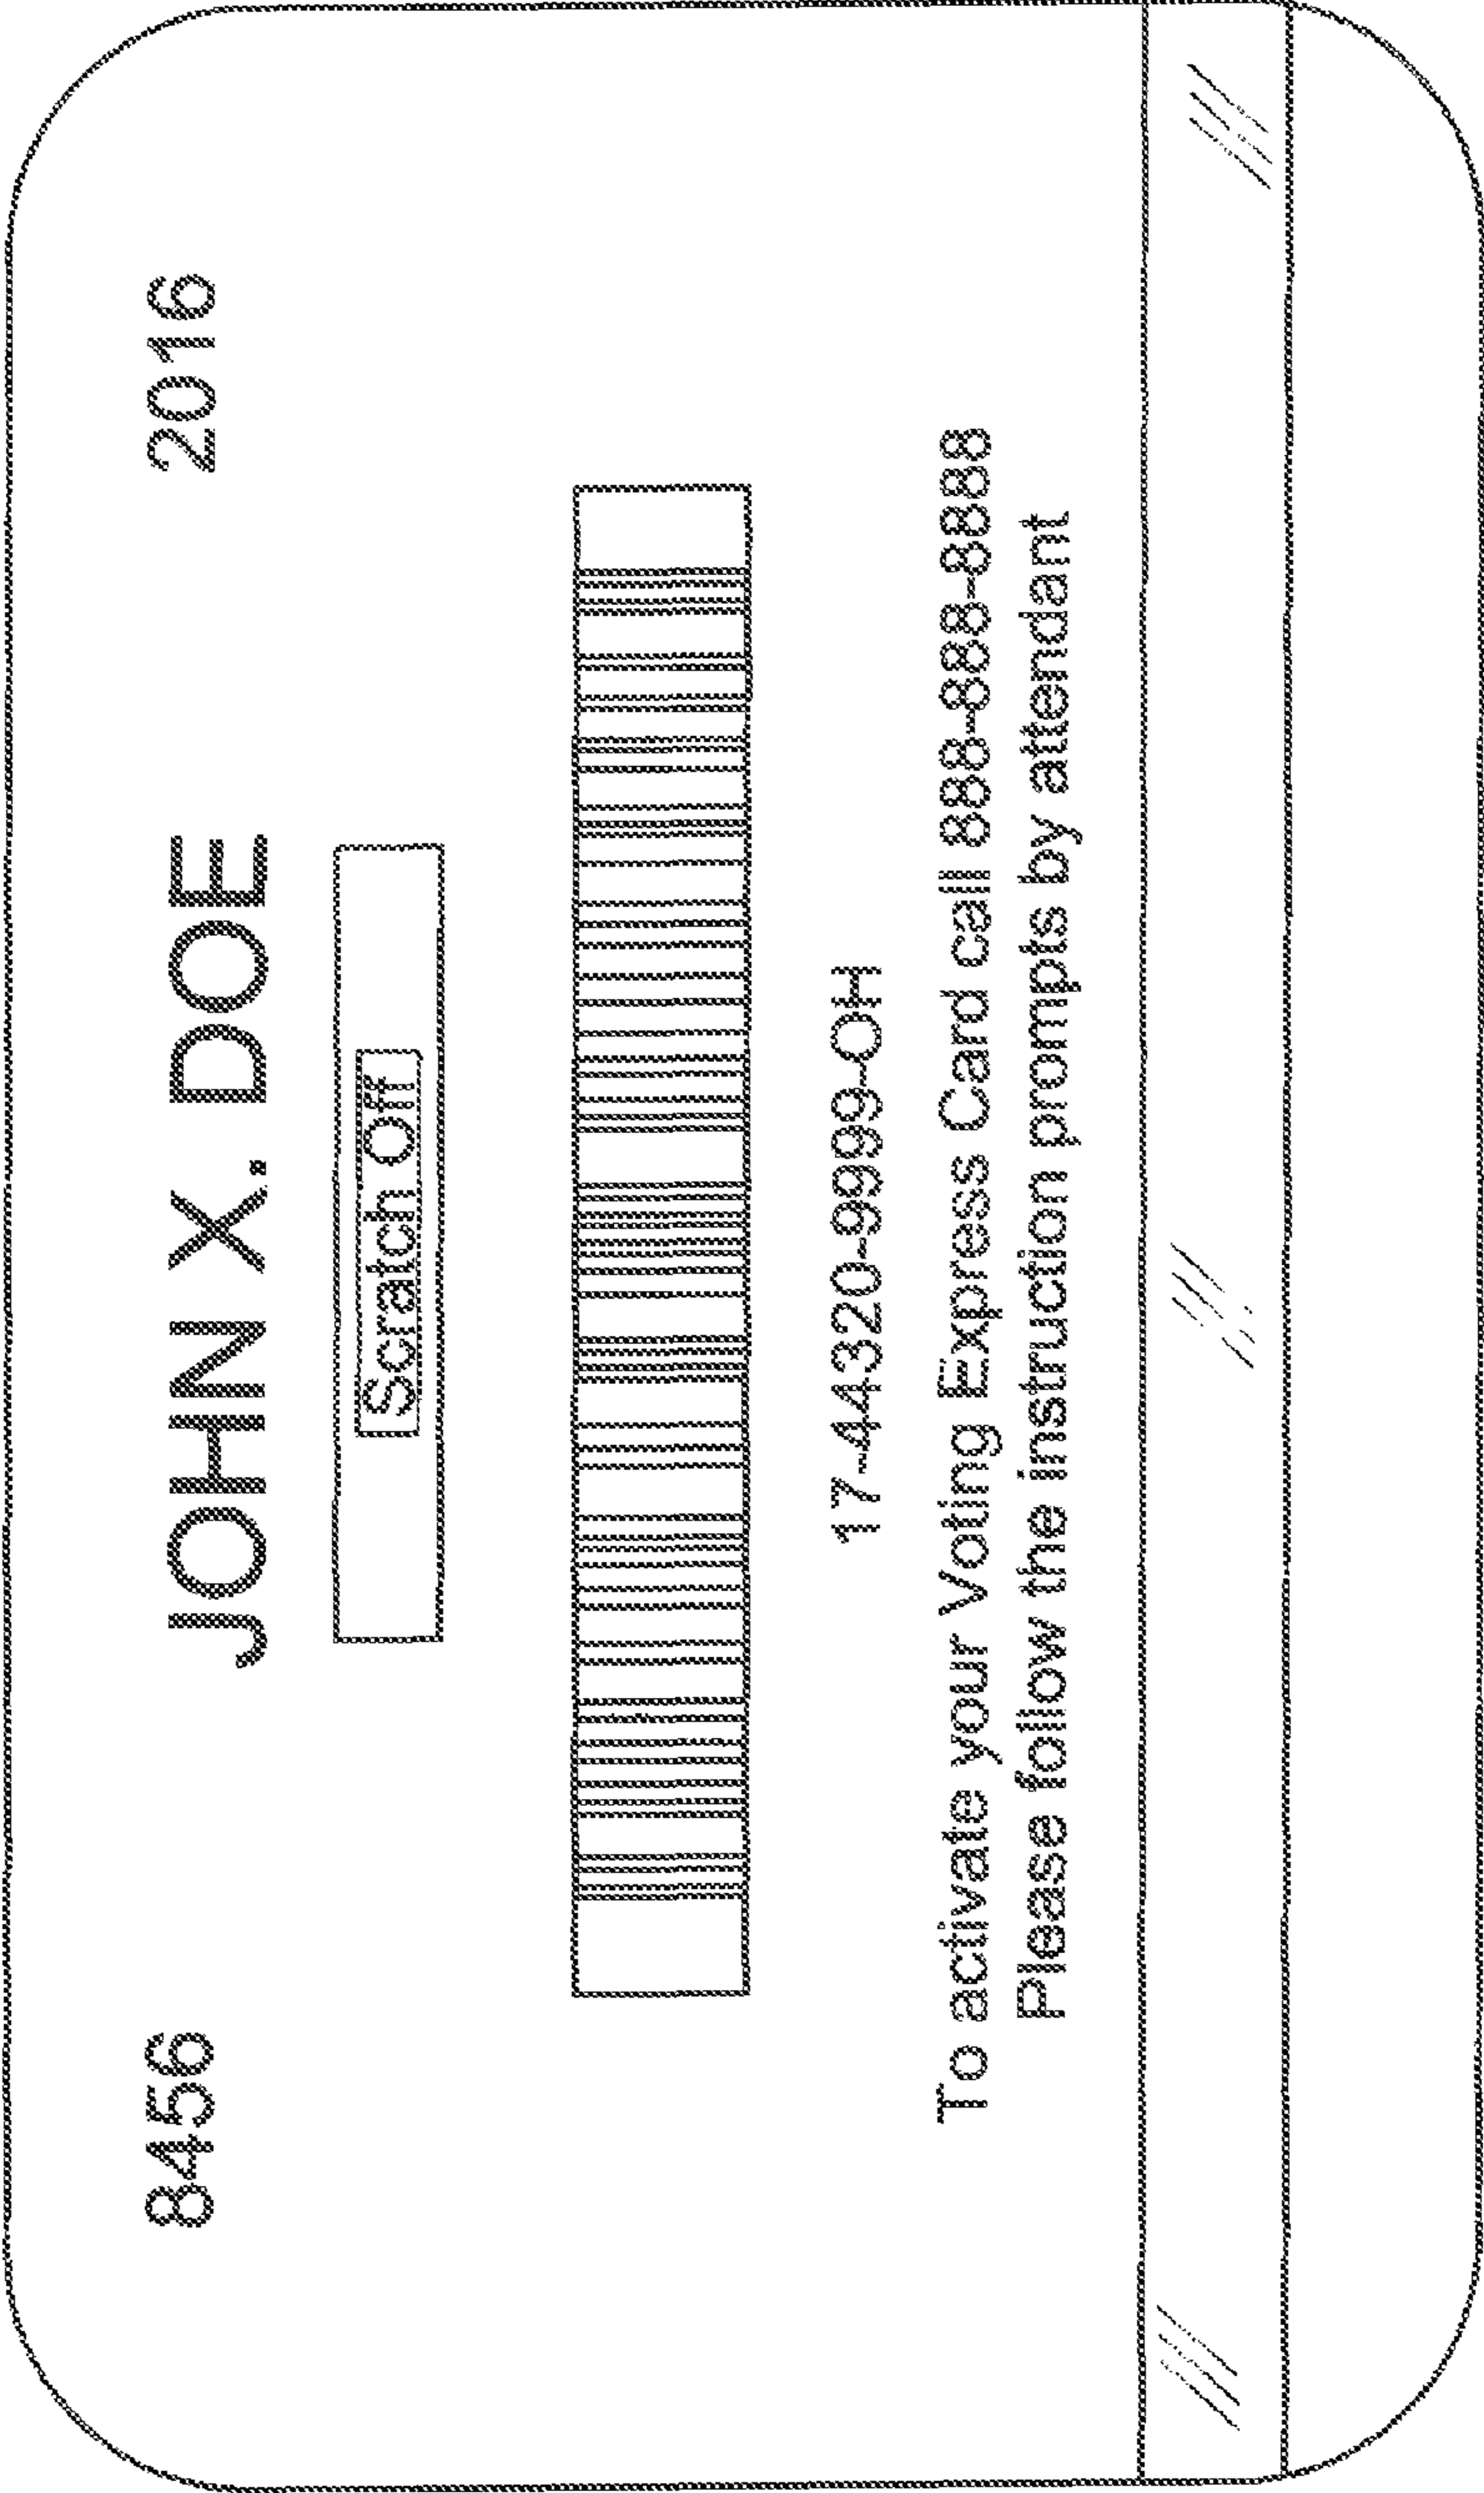 8456 2016
JOHN X. DOE
Scratch Off
17-44320-9999-OH
To activate your Voting Express Card call 888-888-8888
Please follow the instruction prompts by attendant